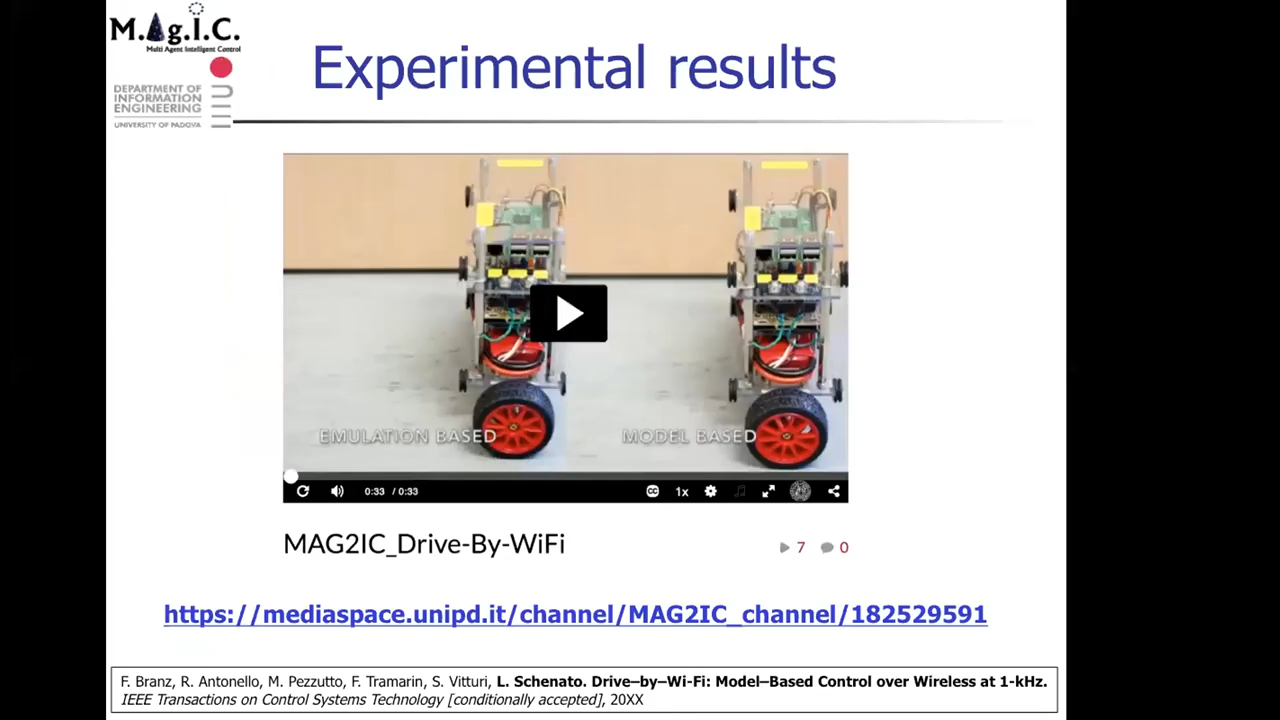 M.Ag.I.C.
Multi Agent Intelligent Control
DEPARTMENT OF
INFORMATION
ENGINEERING
UNIVERSITY OF PADOVA
Experimental results
EMULATION BASED
MODEL BASED
0:33 / 0:33
CC
1x
MAG2IC_Drive-By-WiFi
7
0
https://mediaspace.unipd.it/channel/MAG2IC_channel/182529591
F. Branz, R. Antonello, M. Pezzutto, F. Tramarin, S. Vitturi, L. Schenato. Drive–by–Wi-Fi: Model–Based Control over Wireless at 1-kHz.
IEEE Transactions on Control Systems Technology [conditionally accepted], 20XX